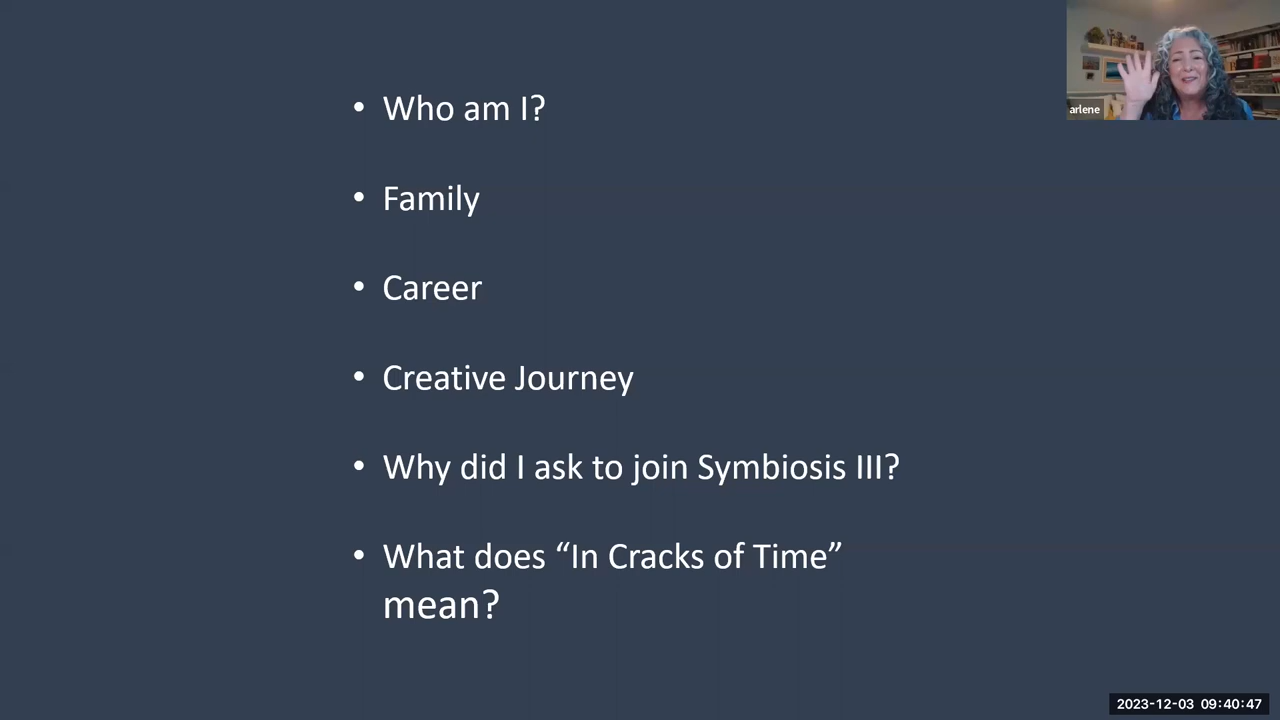 • Who am I?
• Family
• Career
• Creative Journey
• Why did I ask to join Symbiosis III?
• What does “In Cracks of Time”
mean?
arlene
2023-12-03 09:40:47